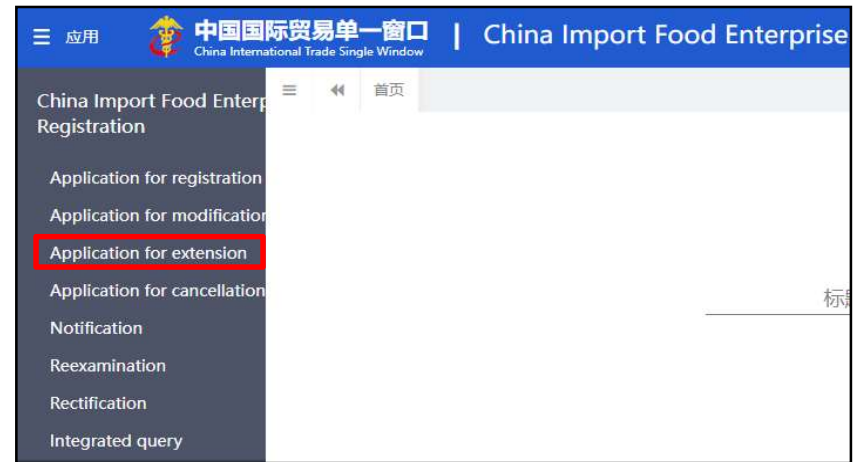 应用
中国国际贸易单一窗口 | China Import Food Enterprise
China International Trade Single Window
首页
China Import Food Enterp
Registration
Application for registration
Application for modification
Application for extension
Application for cancellation
标题
Notification
Reexamination
Rectification
Integrated query